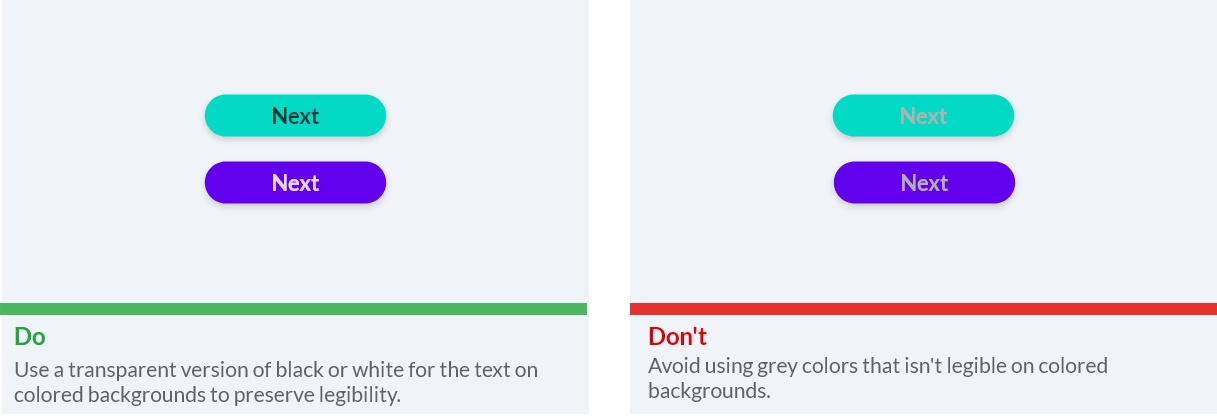 Next
Next
Do
Use a transparent version of black or white for the text on
colored backgrounds to preserve legibility.
Next
Next
Don't
Avoid using grey colors that isn't legible on colored
backgrounds.